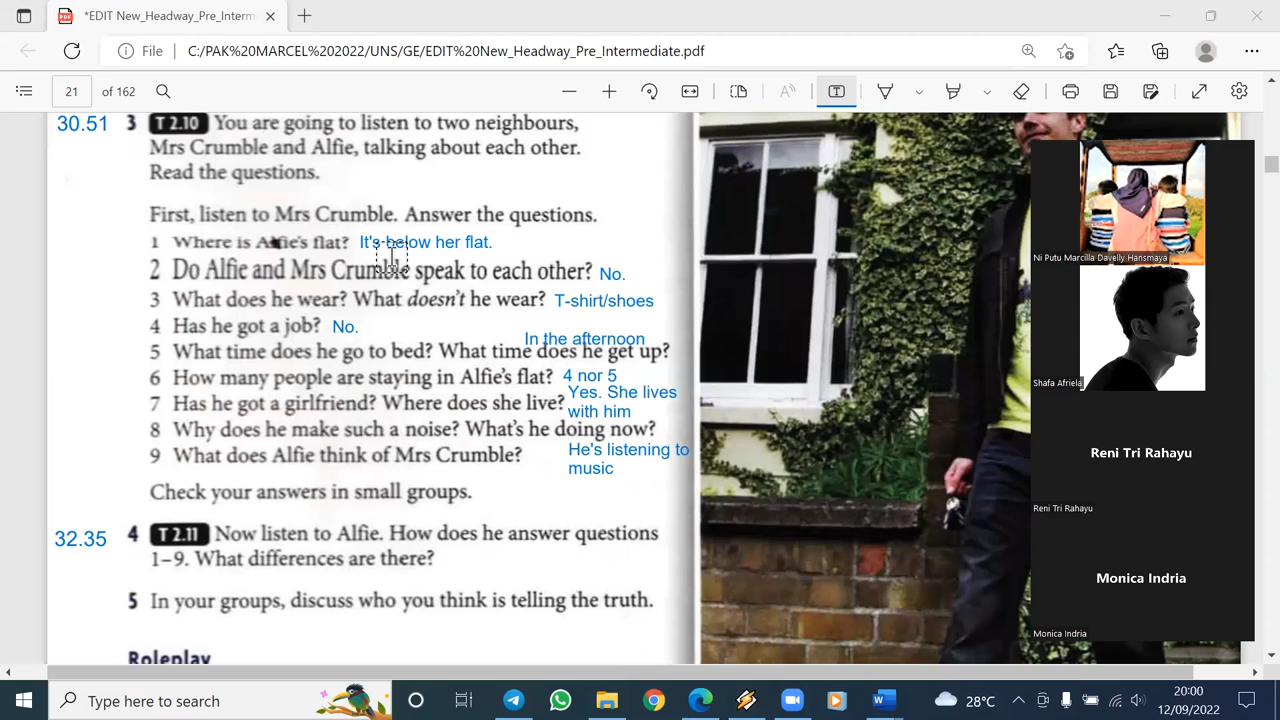 *EDIT New_Headway_Pre_Interm
File C:/PAK%20MARCEL%202022/UNS/GE/EDIT%20New_Headway_Pre_Intermediate.pdf
21 of 162
30.51 3 T 2.10 You are going to listen to two neighbours,
Mrs Crumble and Alfie, talking about each other.
Read the questions.
First, listen to Mrs Crumble. Answer the questions.
1 Where is Alfie's flat? It's below her flat.
2 Do Alfie and Mrs Crumble speak to each other? No.
3 What does he wear? What doesn't he wear? T-shirt/shoes
4 Has he got a job? No.
In the afternoon
5 What time does he go to bed? What time does he get up?
6 How many people are staying in Alfie's flat? 4 nor 5
7 Has he got a girlfriend? Where does she live? Yes. She lives
with him
8 Why does he make such a noise? What's he doing now?
9 What does Alfie think of Mrs Crumble? He's listening to
music
Check your answers in small groups.
32.35 4 T 2.11 Now listen to Alfie. How does he answer questions
1–9. What differences are there?
5 In your groups, discuss who you think is telling the truth.
Roleplay
Ni Putu Marcilla Davelly Hansmaya
Shafa Afriela
Reni Tri Rahayu
Reni Tri Rahayu
Monica Indria
Monica Indria
Type here to search
28°C
20:00
12/09/2022